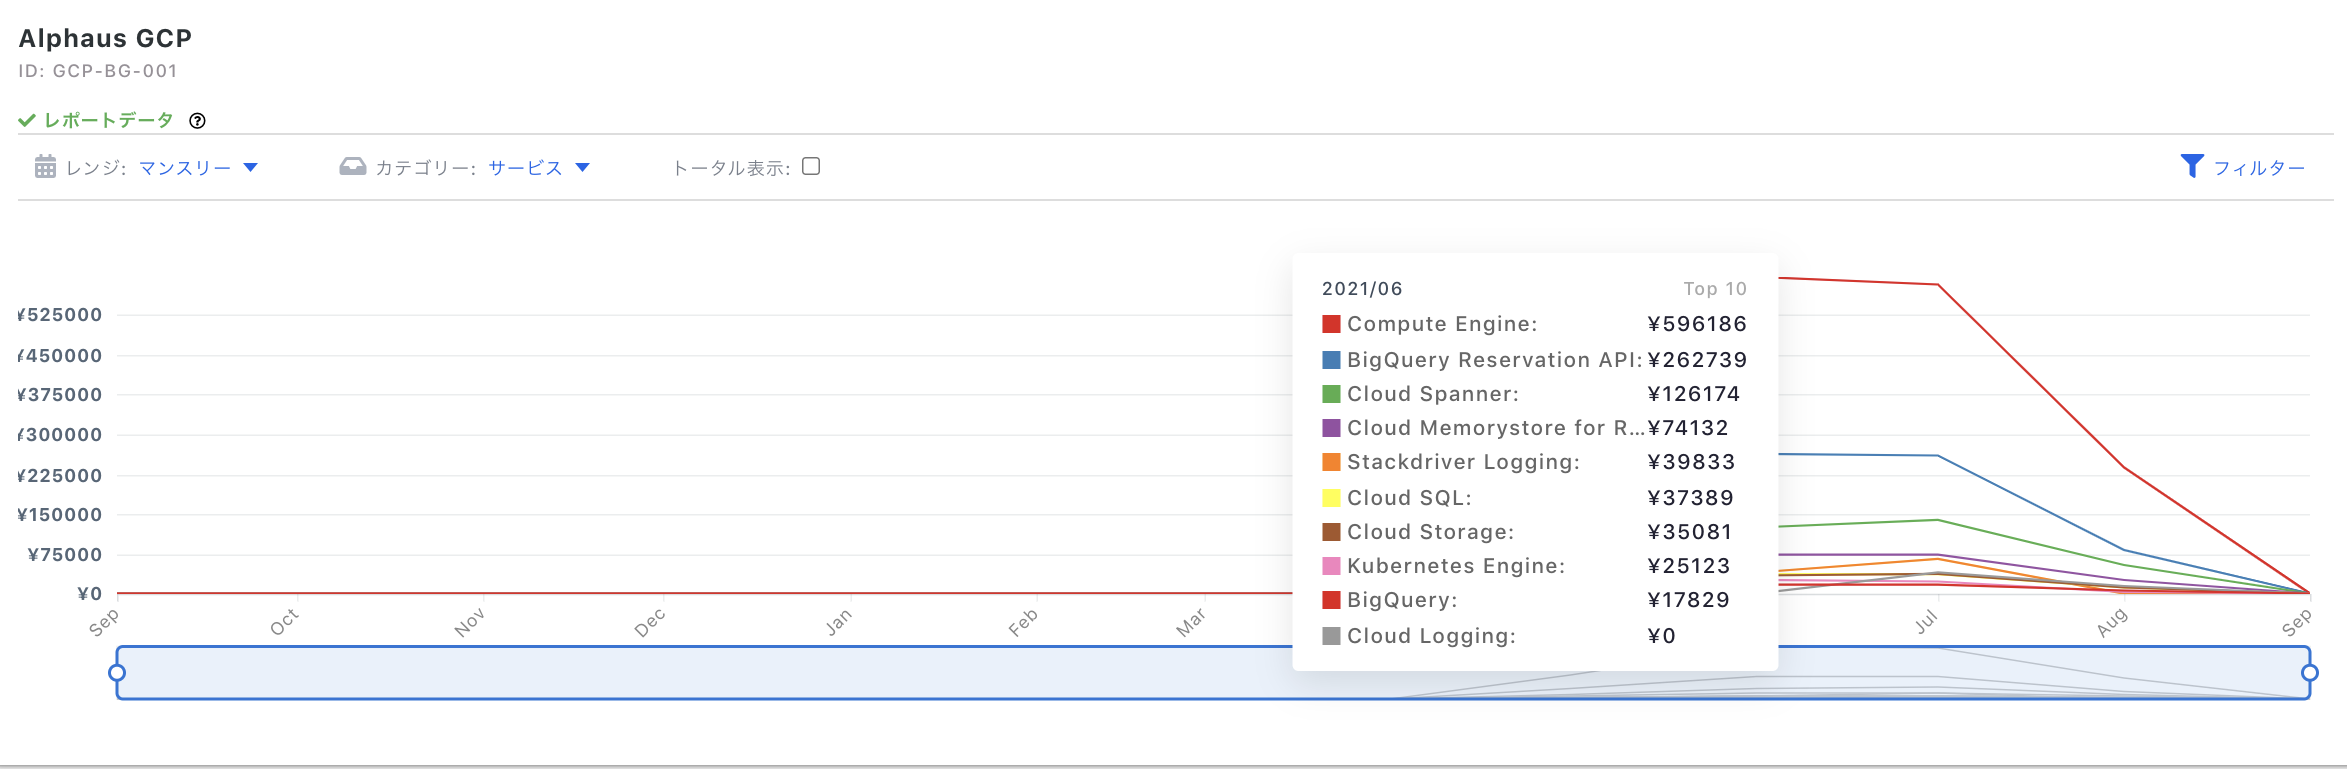 Alphaus GCP
ID: GCP-BG-001
レポートデータ
レンジ: マンスリー カテゴリー: サービス トータル表示: フィルター
2021/06 Top 10
Compute Engine: ¥596186
BigQuery Reservation API: ¥262739
Cloud Spanner: ¥126174
Cloud Memorystore for R... ¥74132
Stackdriver Logging: ¥39833
Cloud SQL: ¥37389
Cloud Storage: ¥35081
Kubernetes Engine: ¥25123
BigQuery: ¥17829
Cloud Logging: ¥0
¥525000
¥450000
¥375000
¥300000
¥225000
¥150000
¥75000
¥0
Sep Oct Nov Dec Jan Feb Mar Jul Aug Sep